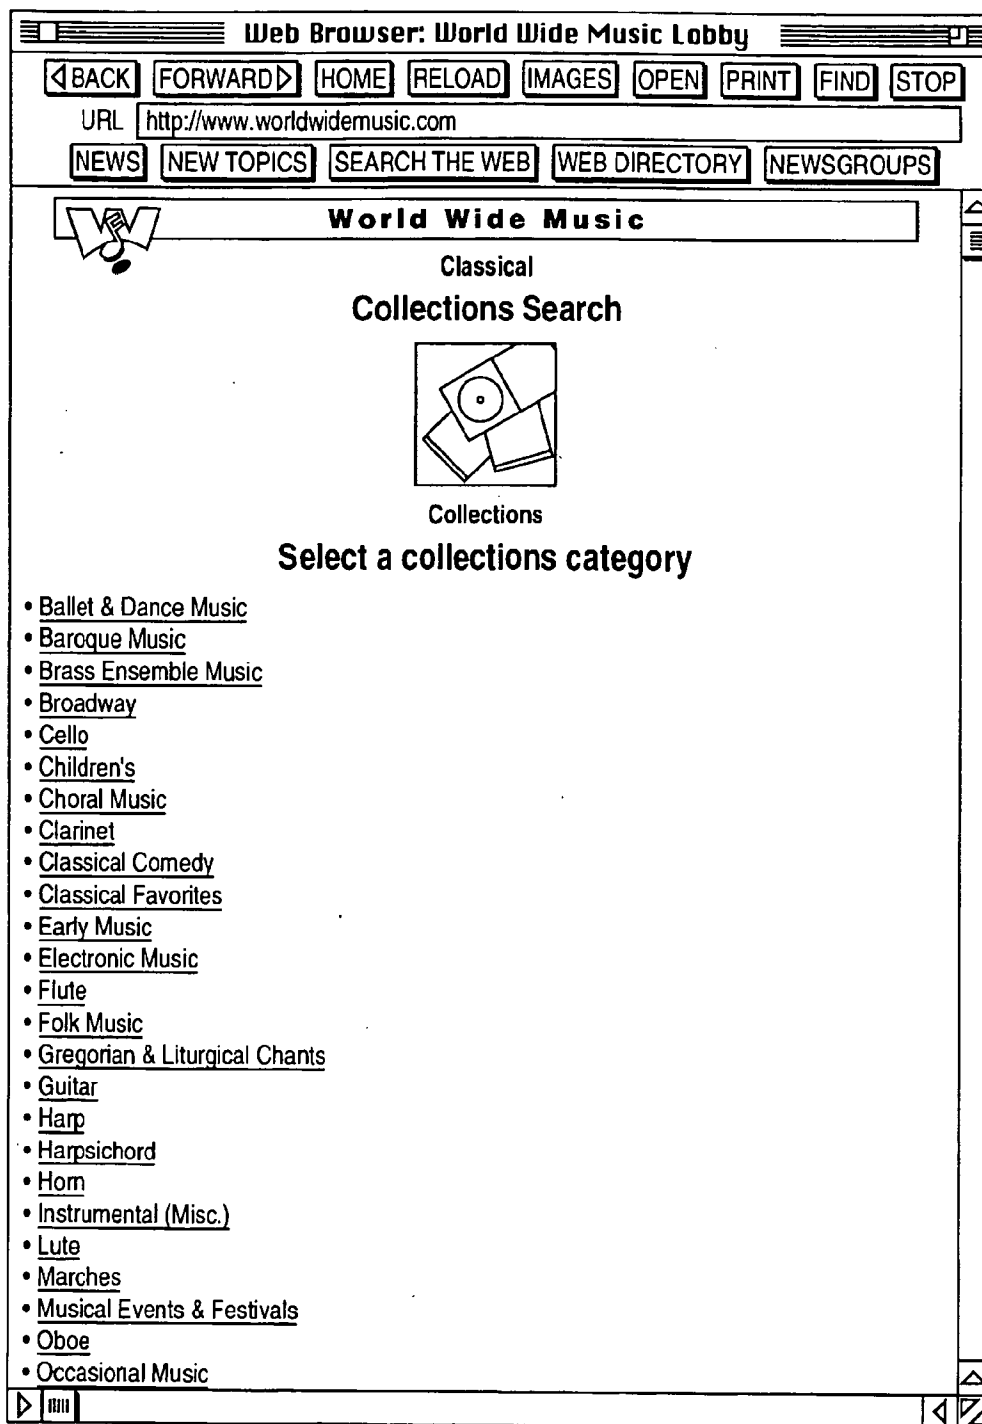 Web Browser: World Wide Music Lobby
BACK FORWARD HOME RELOAD IMAGES OPEN PRINT FIND STOP
URL http://www.worldwidemusic.com
NEWS NEW TOPICS SEARCH THE WEB WEB DIRECTORY NEWSGROUPS
World Wide Music
Classical
Collections Search
Collections
Select a collections category
• Ballet & Dance Music
• Baroque Music
• Brass Ensemble Music
• Broadway
• Cello
• Children's
• Choral Music
• Clarinet
• Classical Comedy
• Classical Favorites
• Early Music
• Electronic Music
• Flute
• Folk Music
• Gregorian & Liturgical Chants
• Guitar
• Harp
• Harpsichord
• Horn
• Instrumental (Misc.)
• Lute
• Marches
• Musical Events & Festivals
• Oboe
• Occasional Music